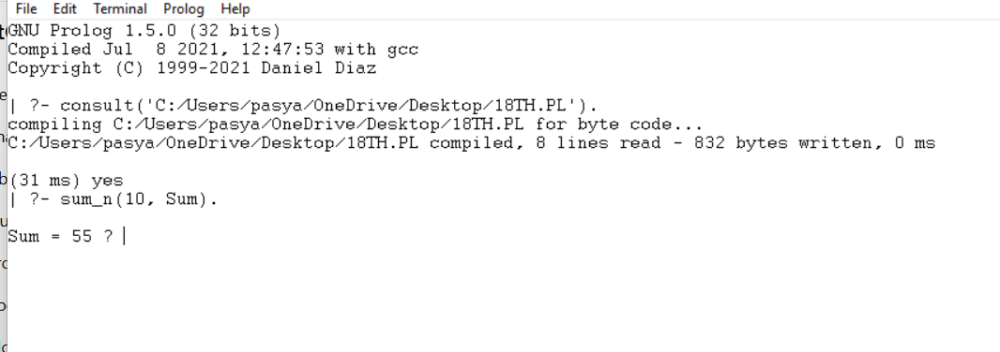 File Edit Terminal Prolog Help
GNU Prolog 1.5.0 (32 bits)
Compiled Jul  8 2021, 12:47:53 with gcc
Copyright (C) 1999-2021 Daniel Diaz
| ?- consult('C:/Users/pasya/OneDrive/Desktop/18TH.PL').
compiling C:/Users/pasya/OneDrive/Desktop/18TH.PL for byte code...
C:/Users/pasya/OneDrive/Desktop/18TH.PL compiled, 8 lines read - 832 bytes written, 0 ms
(31 ms) yes
| ?- sum_n(10, Sum).
Sum = 55 ?